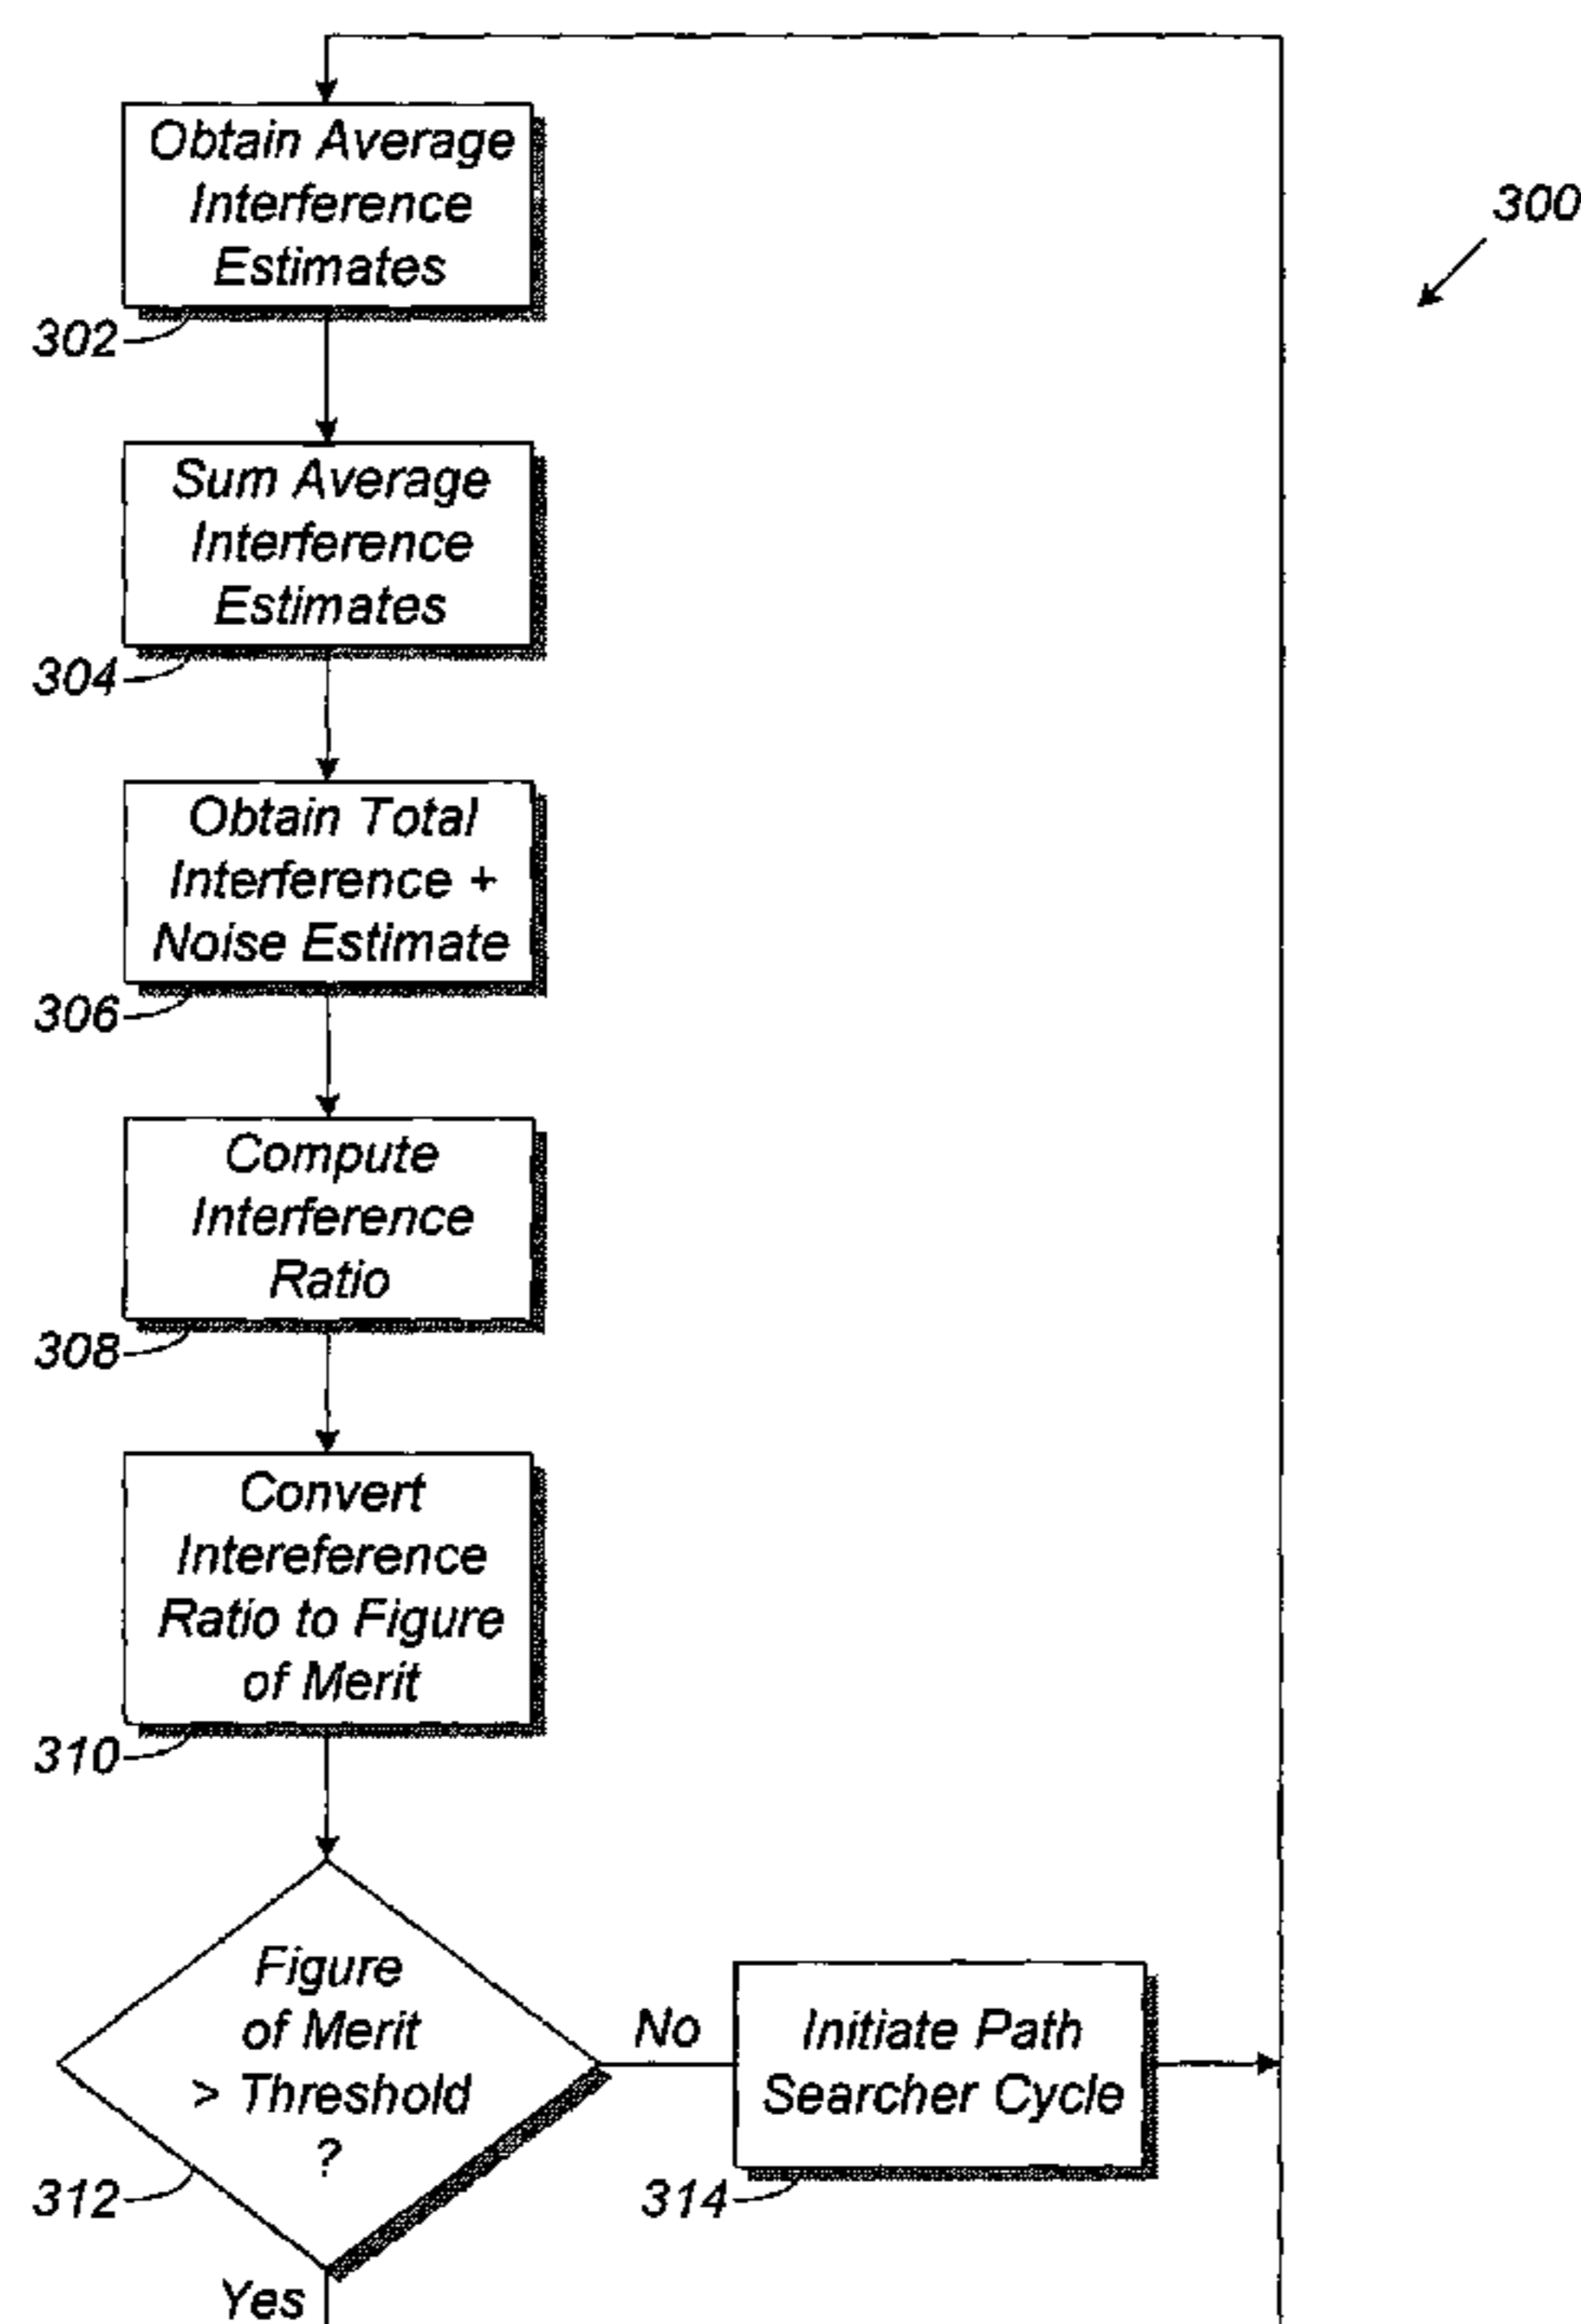 300
Obtain Average
Interference
Estimates
302
Sum Average
Interference
Estimates
304
Obtain Total
Interference +
Noise Estimate
306
Compute
Interference
Ratio
308
Convert
Intereference
Ratio to Figure
of Merit
310
Figure
of Merit
> Threshold
?
312
No
Initiate Path
Searcher Cycle
314
Yes